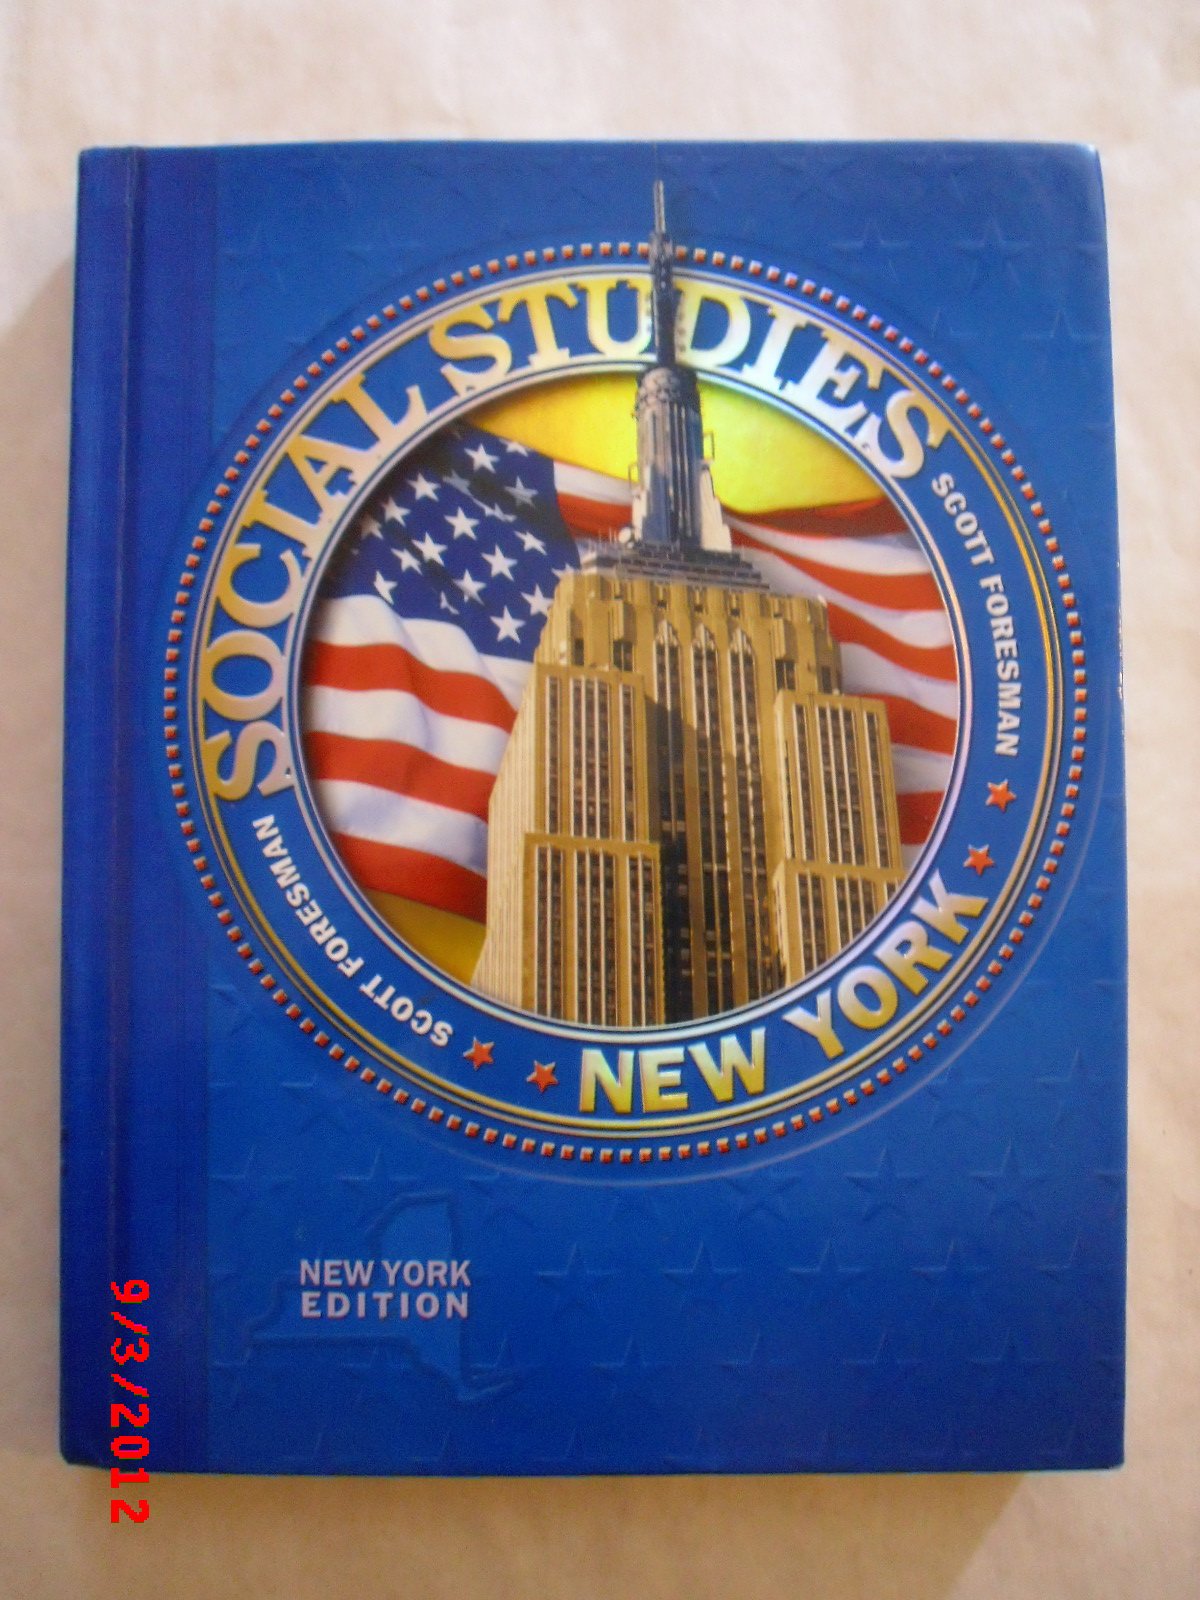 SOCIAL STUDIES
SCOTT FORESMAN
SCOTT FORESMAN
NEW YORK
NEW YORK
EDITION
9/3/2012